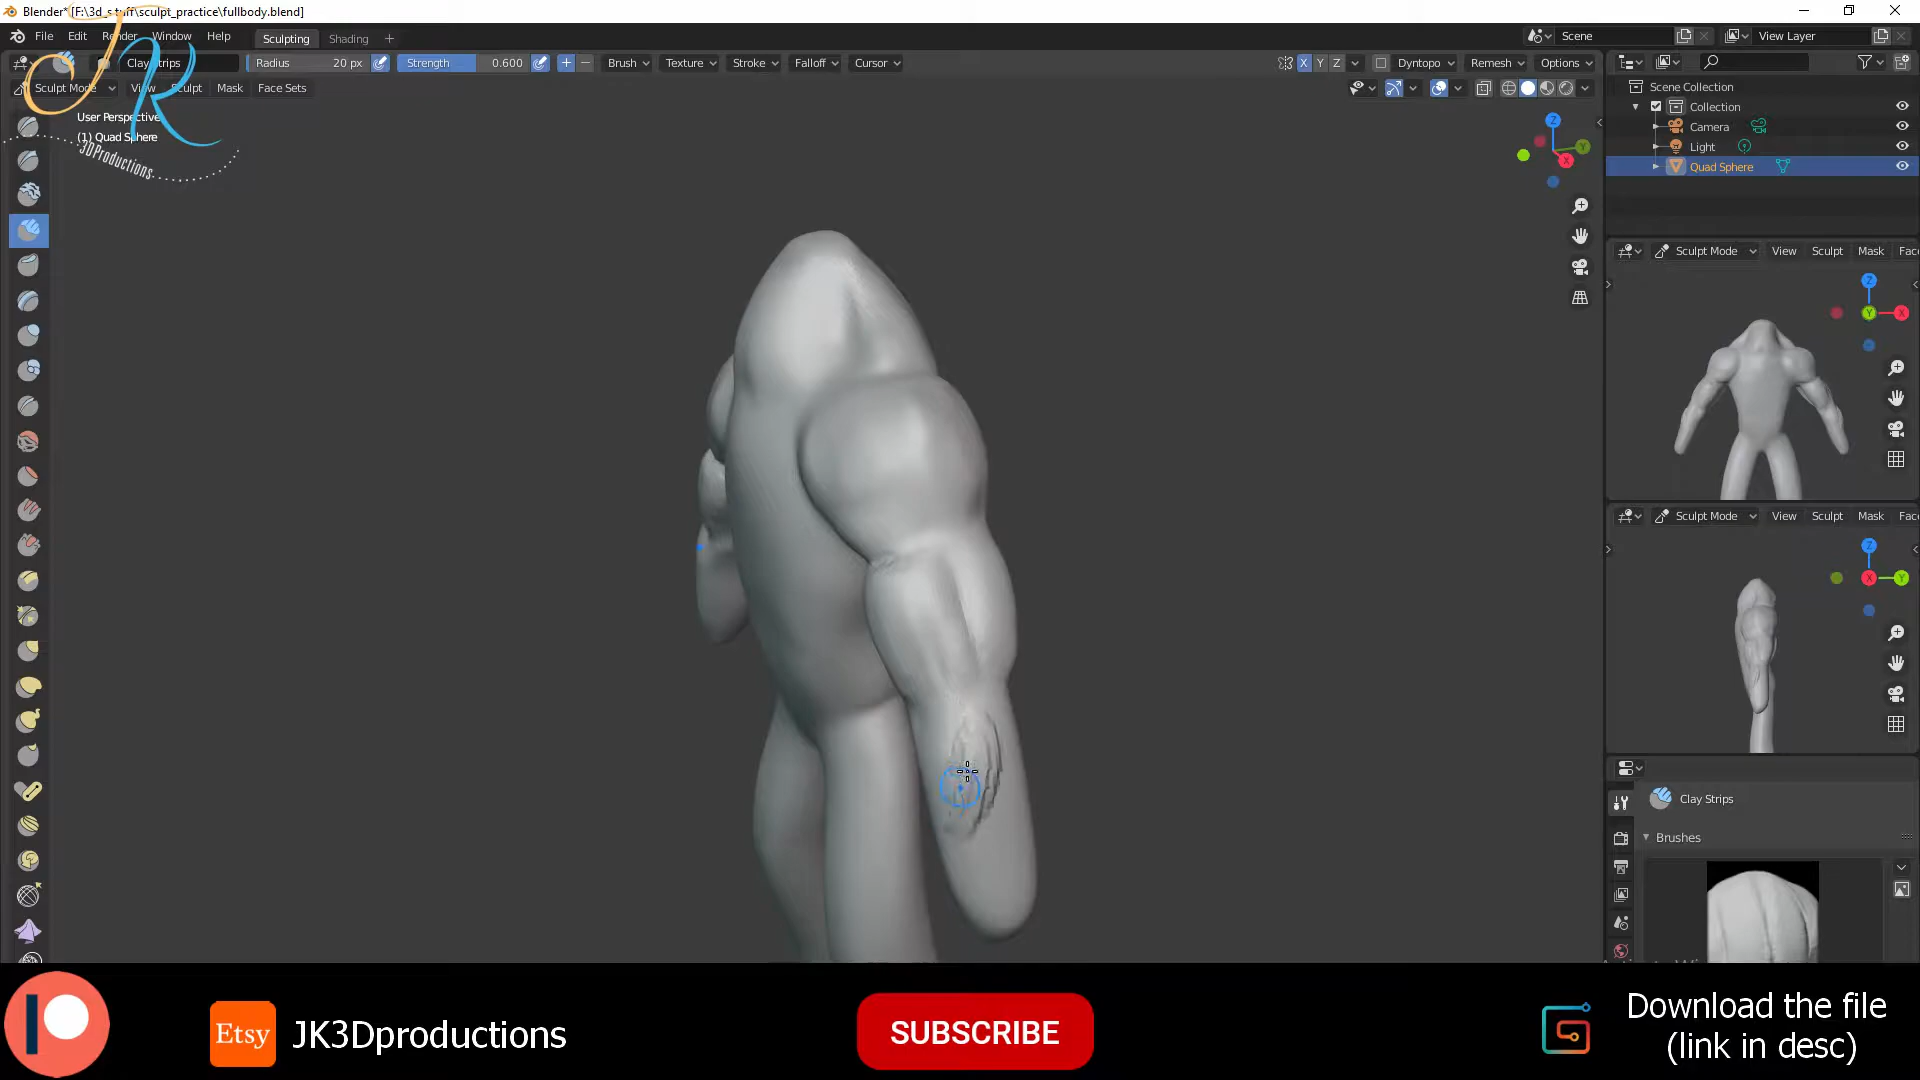 Blender* [F:\3d_stuff\sculpt_practice\fullbody.blend]
File Edit Render Window Help Sculpting Shading + Scene View Layer
Clay Strips Radius 20 px Strength 0.600 Brush Texture Stroke Falloff Cursor X Y Z Dyntopo Remesh Options
Sculpt Mode View Sculpt Mask Face Sets
User Perspective
(1) Quad Sphere
JR
3DProductions
Scene Collection
Collection
Camera
Light
Quad Sphere
Z
Y
X
Sculpt Mode View Sculpt Mask Fac
Z
Y
X
Sculpt Mode View Sculpt Mask Fac
Z
X
Y
Clay Strips
Brushes
Etsy JK3Dproductions
SUBSCRIBE
Download the file
(link in desc)